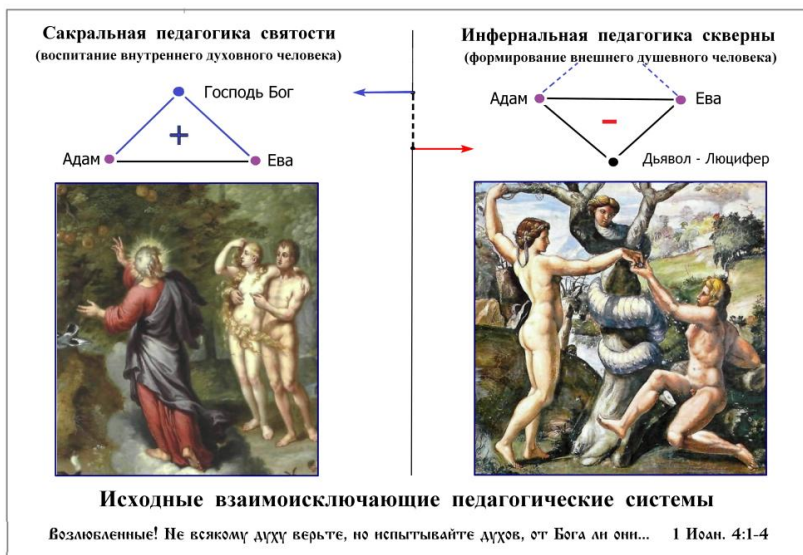 Сакральная педагогика святости
(воспитание внутреннего духовного человека)
Господь Бог
+
Адам
Ева
Инфернальная педагогика скверны
(формирование внешнего душевного человека)
Адам
Ева
-
Дьявол - Люцифер
Исходные взаимоисключающие педагогические системы
Возлюбленные! Не всякому духу верьте, но испытывайте духов, от Бога ли они... 1 Иоан. 4:1-4